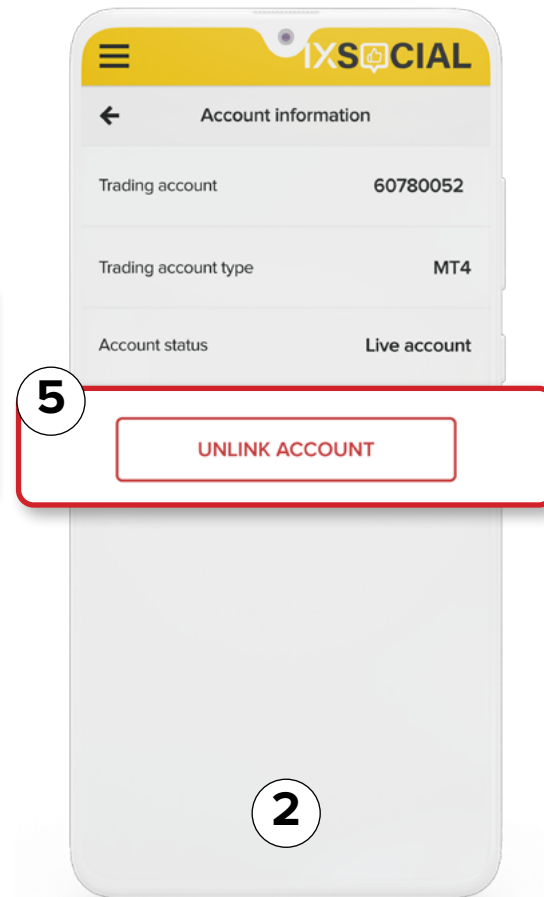 IXSOCIAL
Account information
Trading account 60780052
Trading account type MT4
Account status Live account
5
UNLINK ACCOUNT
2